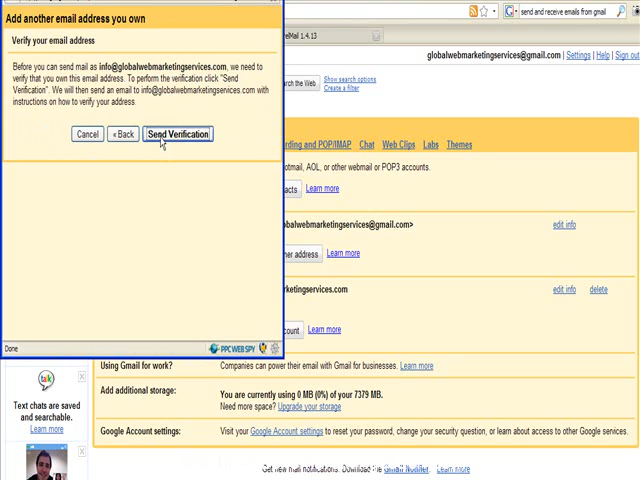 Add another email address you own
Verify your email address
Before you can send mail as info@globalwebmarketingservices.com, we need to
verify that you own this email address. To perform the verification click "Send
Verification". We will then send an email to info@globalwebmarketingservices.com with
instructions on how to verify your address.
Cancel
« Back
Send Verification
Done
PPC WEB SPY
send and receive emails from gmail
elMail 1.4.13
globalwebmarketingservices@gmail.com | Settings | Help | Sign out
ch the Web
Show search options
Create a filter
rding and POP/IMAP Chat Web Clips Labs Themes
otmail, AOL, or other webmail or POP3 accounts.
acts Learn more
obalwebmarketingservices@gmail.com> edit info
her address Learn more
rketingservices.com edit info delete
count Learn more
Using Gmail for work? Companies can power their email with Gmail for businesses. Learn more
talk
Text chats are saved
and searchable.
Learn more
Add additional storage: You are currently using 0 MB (0%) of your 7379 MB.
Need more space? Upgrade your storage
Google Account settings: Visit your Google Account settings to reset your password, change your security question, or learn about access to other Google services.
Get new mail notifications. Download the Gmail Notifier. Learn more